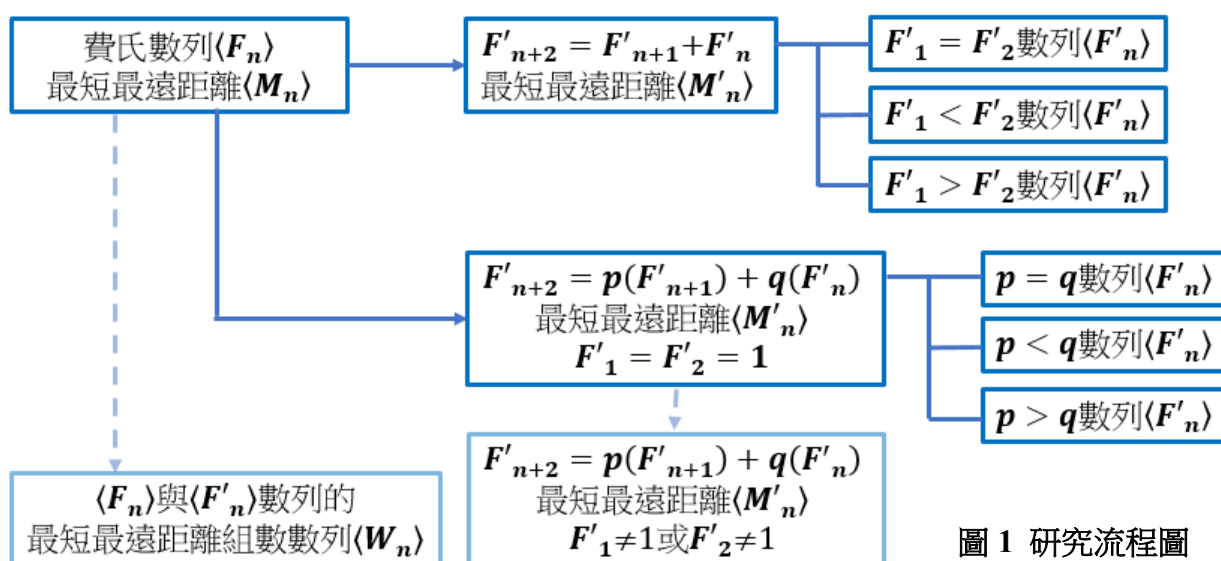 費氏數列⟨Fₙ⟩
最短最遠距離⟨Mₙ⟩
F′ₙ₊₂ = F′ₙ₊₁+F′ₙ
最短最遠距離⟨M′ₙ⟩
F′₁ = F′₂數列⟨F′ₙ⟩
F′₁ < F′₂數列⟨F′ₙ⟩
F′₁ > F′₂數列⟨F′ₙ⟩
F′ₙ₊₂ = p(F′ₙ₊₁) + q(F′ₙ)
最短最遠距離⟨M′ₙ⟩
F′₁ = F′₂ = 1
p = q數列⟨F′ₙ⟩
p < q數列⟨F′ₙ⟩
p > q數列⟨F′ₙ⟩
⟨Fₙ⟩與⟨F′ₙ⟩數列的
最短最遠距離組數數列⟨Wₙ⟩
F′ₙ₊₂ = p(F′ₙ₊₁) + q(F′ₙ)
最短最遠距離⟨M′ₙ⟩
F′₁≠1或F′₂≠1
圖 1 研究流程圖